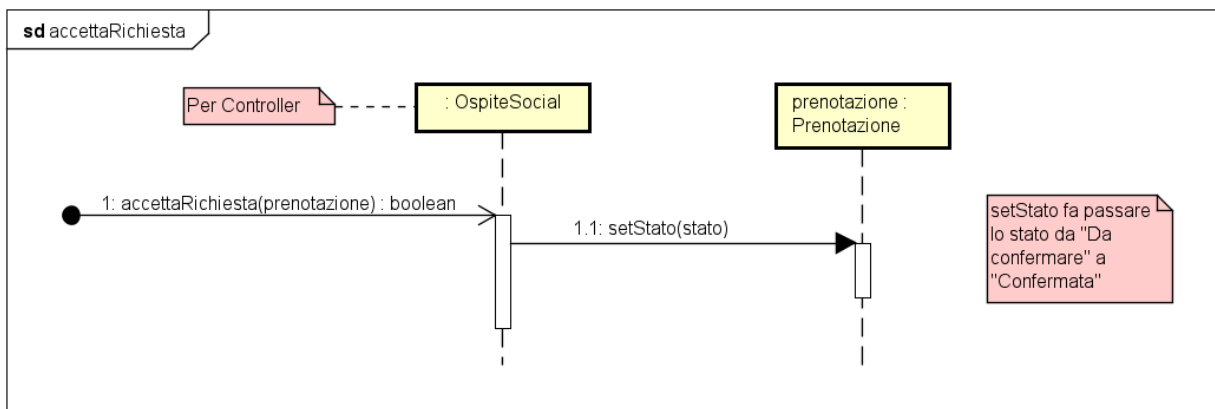 sd accettaRichiesta
Per Controller
: OspiteSocial
prenotazione :
Prenotazione
1: accettaRichiesta(prenotazione) : boolean
1.1: setStato(stato)
setStato fa passare
lo stato da "Da
confermare" a
"Confermata"